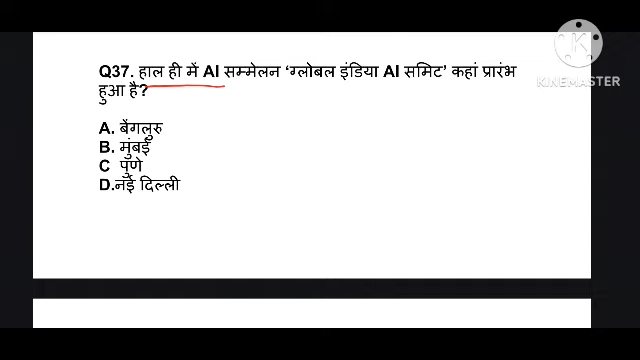 Q37. हाल ही में AI सम्मेलन ‘ग्लोबल इंडिया AI समिट’ कहां प्रारंभ
हुआ है?
A. बेंगलुरु
B. मुंबई
C पुणे
D.नई दिल्ली
KINEMASTER